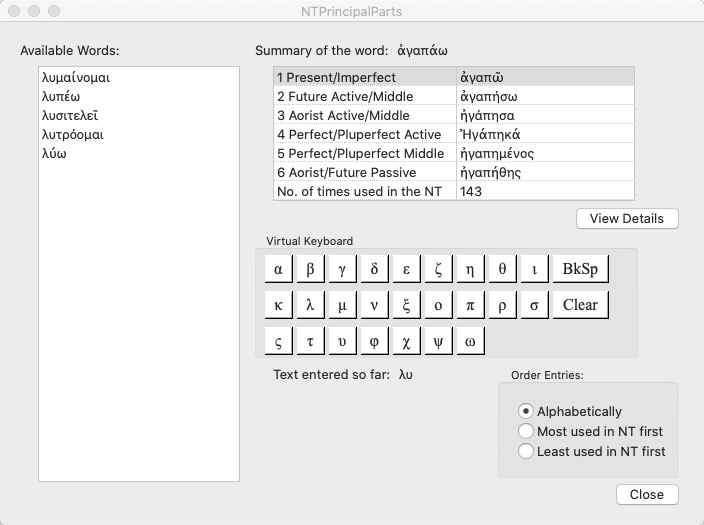 NTPrincipalParts
Available Words:
λυμαίνομαι
λυπέω
λυσιτελεῖ
λυτρόομαι
λύω
Summary of the word: ἀγαπάω
1 Present/Imperfect ἀγαπῶ
2 Future Active/Middle ἀγαπήσω
3 Aorist Active/Middle ἠγάπησα
4 Perfect/Pluperfect Active Ἠγάπηκά
5 Perfect/Pluperfect Middle ἠγαπημένος
6 Aorist/Future Passive ἠγαπήθης
No. of times used in the NT 143
View Details
Virtual Keyboard
α β γ δ ε ζ η θ ι BkSp
κ λ μ ν ξ ο π ρ σ Clear
ς τ υ φ χ ψ ω
Text entered so far: λυ
Order Entries:
Alphabetically
Most used in NT first
Least used in NT first
Close